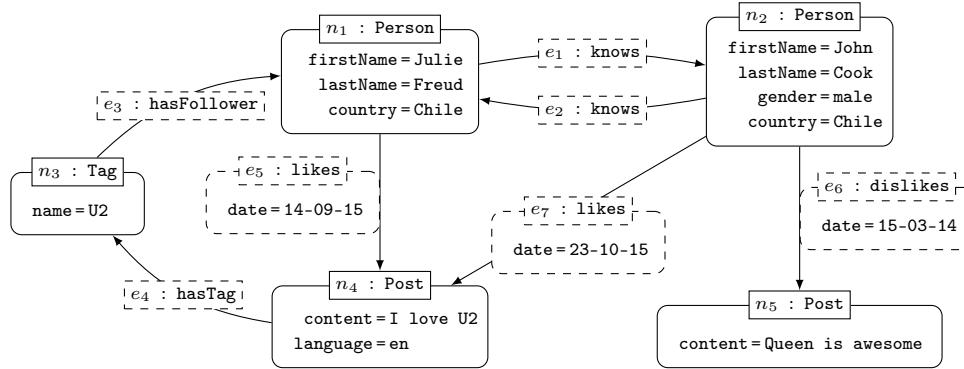 n₁ : Person
firstName = Julie
lastName = Freud
country = Chile
n₂ : Person
firstName = John
lastName = Cook
gender = male
country = Chile
e₁ : knows
e₂ : knows
e₃ : hasFollower
n₃ : Tag
name = U2
e₅ : likes
date = 14-09-15
e₇ : likes
date = 23-10-15
e₆ : dislikes
date = 15-03-14
e₄ : hasTag
n₄ : Post
content = I love U2
language = en
n₅ : Post
content = Queen is awesome